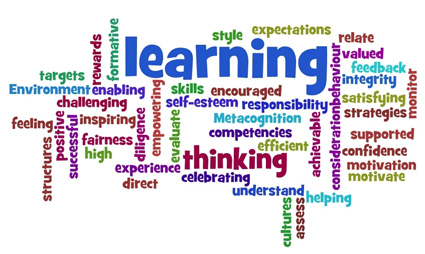 learning
style
expectations
relate
valued
feedback
integrity
behaviour
consideration
monitor
rewards
formative
targets
Environment
enabling
skills
encouraged
satisfying
challenging
empowering
self-esteem
responsibility
strategies
feeling
positive
successful
inspiring
diligence
evaluate
Metacognition
achievable
supported
fairness
competencies
efficient
confidence
structures
high
thinking
motivation
experience
motivate
direct
celebrating
understand
helping
cultures
assess